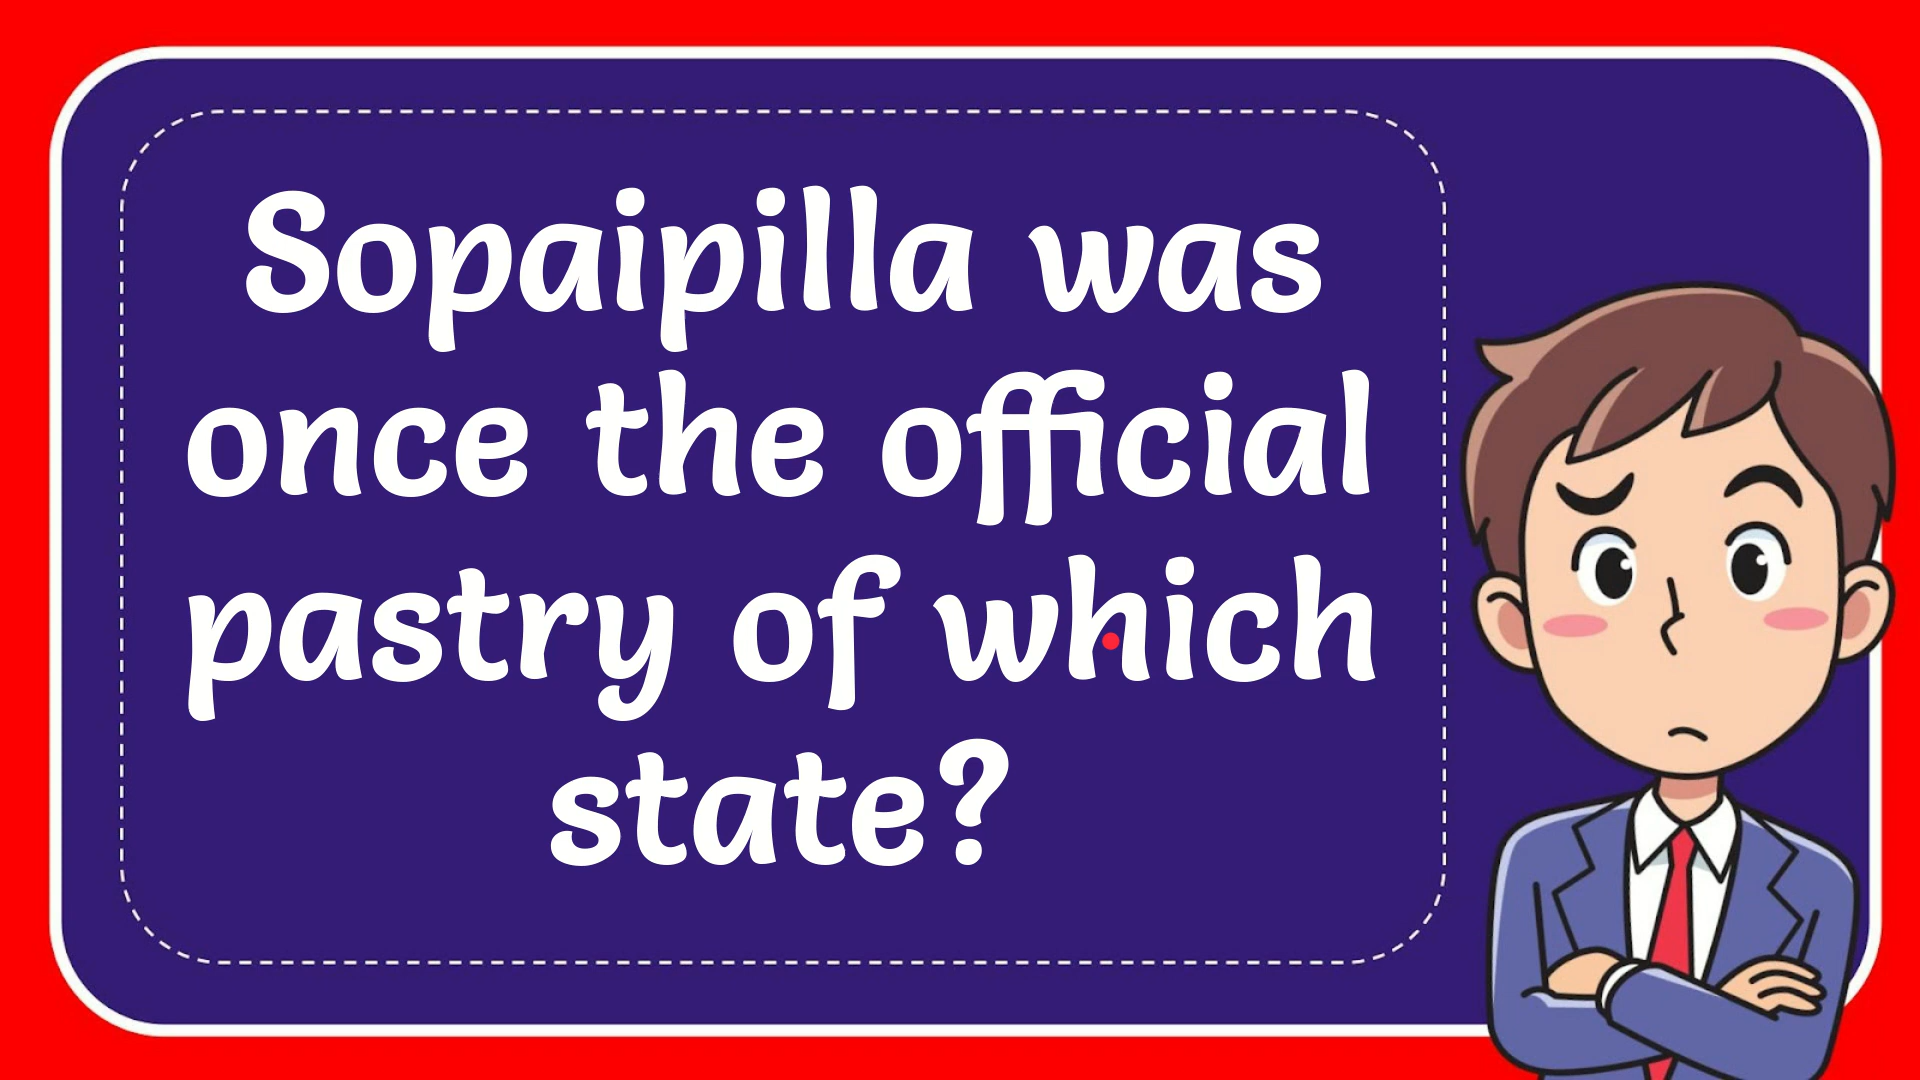 Sopaipilla was
once the official
pastry of which
state?